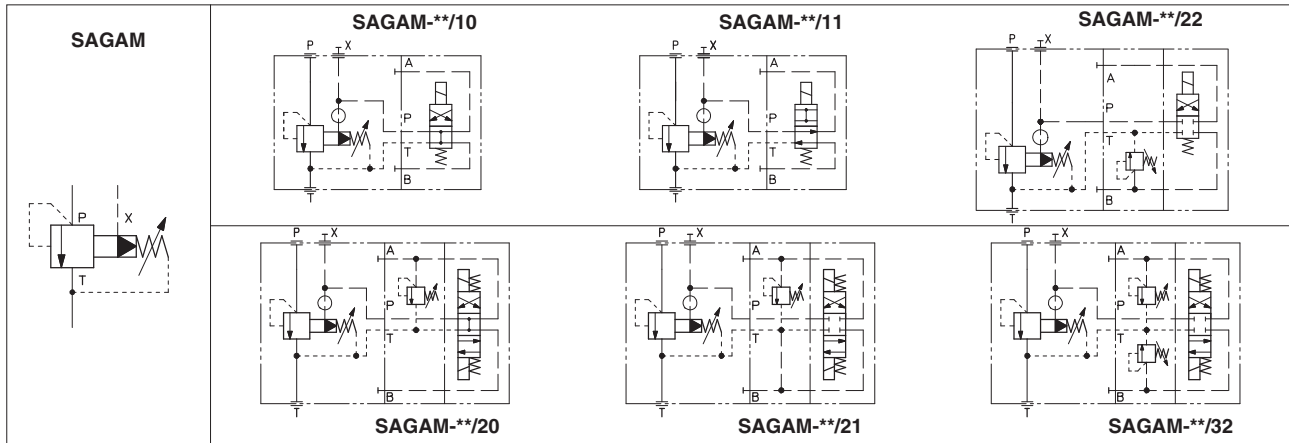 SAGAM
P
X
T
SAGAM-**/10
P
X
A
P
T
B
T
SAGAM-**/11
P
X
A
P
T
B
T
SAGAM-**/22
P
X
A
P
T
B
T
P
X
A
P
T
B
T
SAGAM-**/20
P
X
A
P
T
B
T
SAGAM-**/21
P
X
A
P
T
B
T
SAGAM-**/32